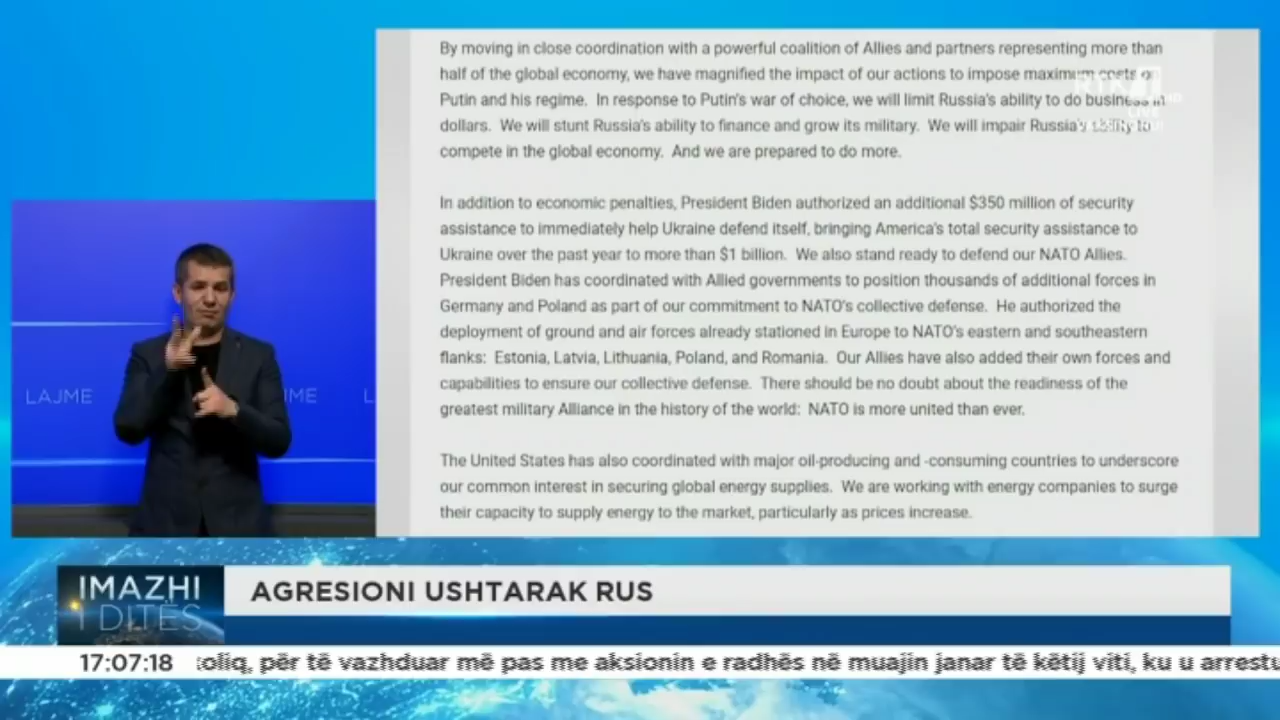 By moving in close coordination with a powerful coalition of Allies and partners representing more than
half of the global economy, we have magnified the impact of our actions to impose maximum costs on
Putin and his regime.  In response to Putin's war of choice, we will limit Russia's ability to do business in
dollars.  We will stunt Russia's ability to finance and grow its military.  We will impair Russia's ability to
compete in the global economy.  And we are prepared to do more.
In addition to economic penalties, President Biden authorized an additional $350 million of security
assistance to immediately help Ukraine defend itself, bringing America's total security assistance to
Ukraine over the past year to more than $1 billion.  We also stand ready to defend our NATO Allies.
President Biden has coordinated with Allied governments to position thousands of additional forces in
Germany and Poland as part of our commitment to NATO's collective defense.  He authorized the
deployment of ground and air forces already stationed in Europe to NATO's eastern and southeastern
flanks:  Estonia, Latvia, Lithuania, Poland, and Romania.  Our Allies have also added their own forces and
capabilities to ensure our collective defense.  There should be no doubt about the readiness of the
greatest military Alliance in the history of the world:  NATO is more united than ever.
The United States has also coordinated with major oil-producing and -consuming countries to underscore
our common interest in securing global energy supplies.  We are working with energy companies to surge
their capacity to supply energy to the market, particularly as prices increase.
RTK 1 HD
LIVE
LAJME
IMAZHI
I DITËS
AGRESIONI USHTARAK RUS
17:07:18
për të vazhduar më pas me aksionin e radhës në muajin janar të këtij viti, ku u arrestu